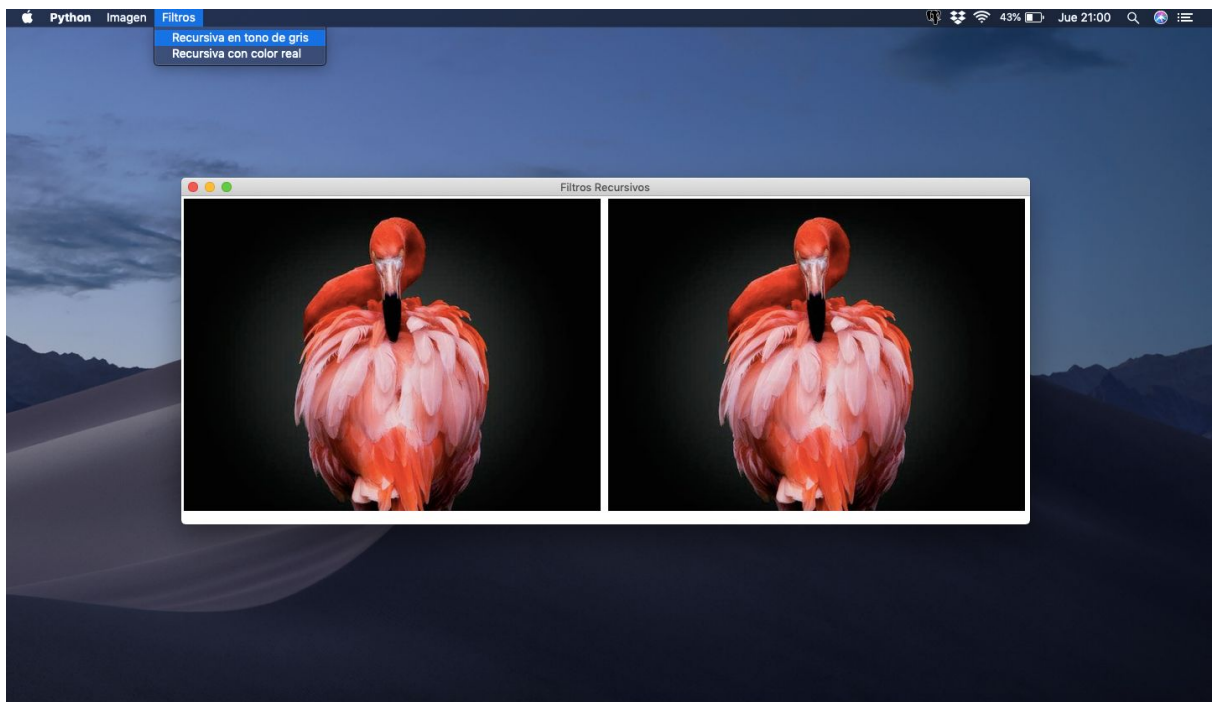 Python Imagen Filtros 43% Jue 21:00
Recursiva en tono de gris
Recursiva con color real
Filtros Recursivos